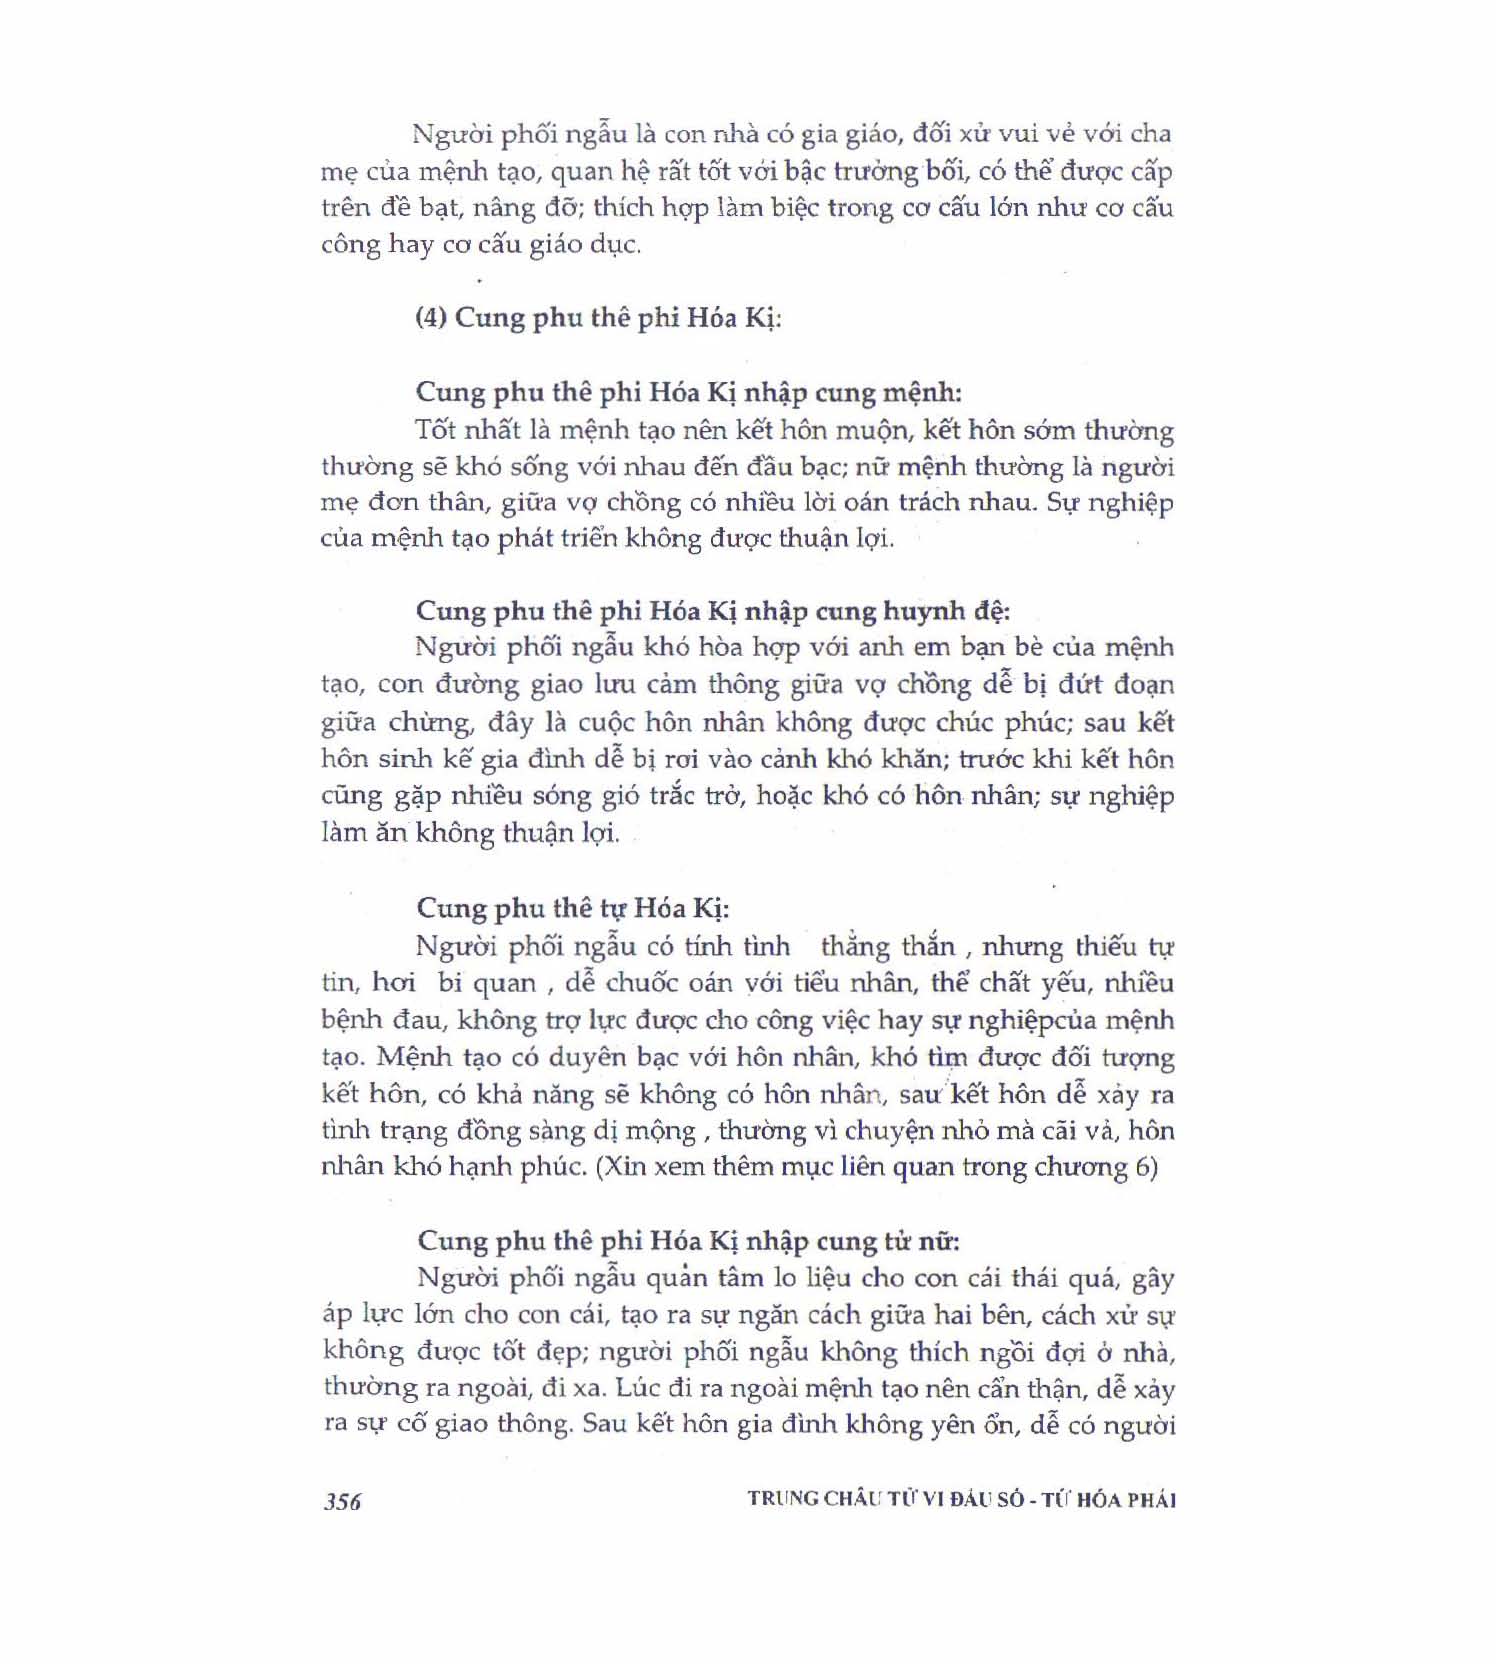 Người phối ngẫu là con nhà có gia giáo, đối xử vui vẻ với cha
mẹ của mệnh tạo, quan hệ rất tốt với bậc trưởng bối, có thể được cấp
trên đề bạt, nâng đỡ; thích hợp làm biệc trong cơ cấu lớn như cơ cấu
công hay cơ cấu giáo dục.
(4) Cung phu thê phi Hóa Kị:
Cung phu thê phi Hóa Kị nhập cung mệnh:
Tốt nhất là mệnh tạo nên kết hôn muộn, kết hôn sớm thường
thường sẽ khó sống với nhau đến đầu bạc; nữ mệnh thường là người
mẹ đơn thân, giữa vợ chồng có nhiều lời oán trách nhau. Sự nghiệp
của mệnh tạo phát triển không được thuận lợi.
Cung phu thê phi Hóa Kị nhập cung huynh đệ:
Người phối ngẫu khó hòa hợp với anh em bạn bè của mệnh
tạo, con đường giao lưu cảm thông giữa vợ chồng dễ bị đứt đoạn
giữa chừng, đây là cuộc hôn nhân không được chúc phúc; sau kết
hôn sinh kế gia đình dễ bị rơi vào cảnh khó khăn; trước khi kết hôn
cũng gặp nhiều sóng gió trắc trở, hoặc khó có hôn nhân; sự nghiệp
làm ăn không thuận lợi.
Cung phu thê tự Hóa Kị:
Người phối ngẫu có tính tình thẳng thắn , nhưng thiếu tự
tin, hơi bi quan , dễ chuốc oán với tiểu nhân, thể chất yếu, nhiều
bệnh đau, không trợ lực được cho công việc hay sự nghiệpcủa mệnh
tạo. Mệnh tạo có duyên bạc với hôn nhân, khó tìm được đối tượng
kết hôn, có khả năng sẽ không có hôn nhân, sau kết hôn dễ xảy ra
tình trạng đồng sàng dị mộng , thường vì chuyện nhỏ mà cãi vả, hôn
nhân khó hạnh phúc. (Xin xem thêm mục liên quan trong chương 6)
Cung phu thê phi Hóa Kị nhập cung tử nữ:
Người phối ngẫu quản tâm lo liệu cho con cái thái quá, gây
áp lực lớn cho con cái, tạo ra sự ngăn cách giữa hai bên, cách xử sự
không được tốt đẹp; người phối ngẫu không thích ngồi đợi ở nhà,
thường ra ngoài, đi xa. Lúc đi ra ngoài mệnh tạo nên cẩn thận, dễ xảy
ra sự cố giao thông. Sau kết hôn gia đình không yên ổn, dễ có người
356 TRUNG CHÂU TỬ VI ĐẨU SỐ - TỨ HÓA PHÁI